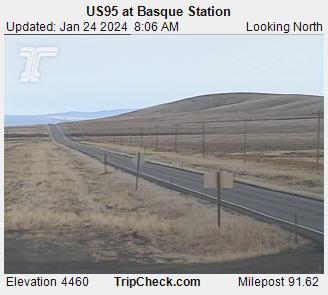 US95 at Basque Station
Updated: Jan 24 2024 8:06 AM Looking North
Elevation 4460 TripCheck.com Milepost 91.62